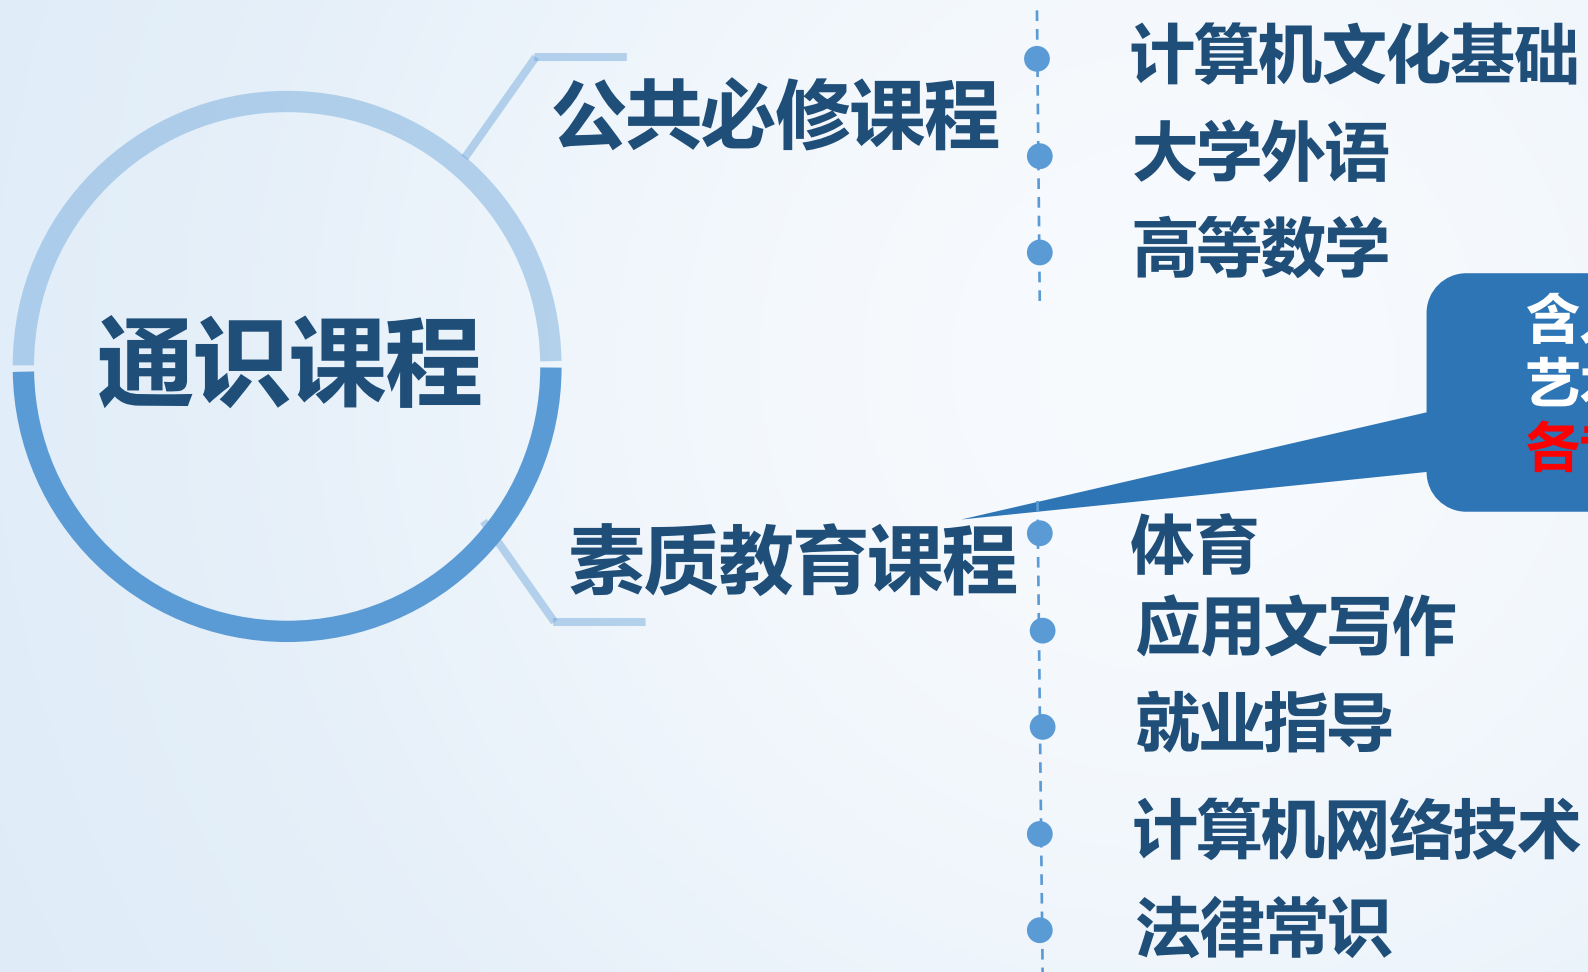 通识课程
公共必修课程
计算机文化基础
大学外语
高等数学
含
艺
各
素质教育课程
体育
应用文写作
就业指导
计算机网络技术
法律常识